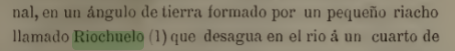 nal, en un ángulo de tierra formado por un pequeño riacho
llamado Riochuelo (1) que desagua en el rio á un cuarto de